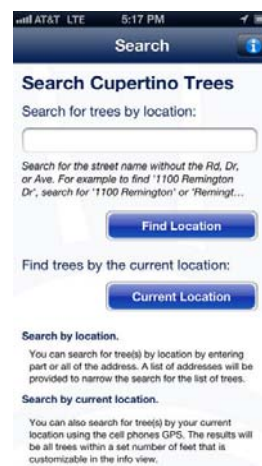 AT&T LTE 5:17 PM
Search
Search Cupertino Trees
Search for trees by location:
Search for the street name without the Rd, Dr,
or Ave. For example to find '1100 Remington
Dr', search for '1100 Remington' or 'Remingt...
Find Location
Find trees by the current location:
Current Location
Search by location.
You can search for tree(s) by location by entering
part or all of the address. A list of addresses will be
provided to narrow the search for the list of trees.
Search by current location.
You can also search for tree(s) by your current
location using the cell phones GPS. The results will
be all trees within a set number of feet that is
customizable in the info view.